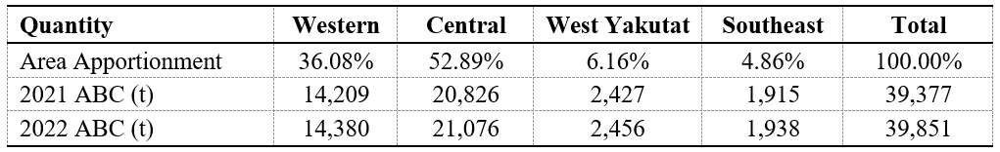 Quantity Western Central West Yakutat Southeast Total
Area Apportionment 36.08% 52.89% 6.16% 4.86% 100.00%
2021 ABC (t) 14,209 20,826 2,427 1,915 39,377
2022 ABC (t) 14,380 21,076 2,456 1,938 39,851